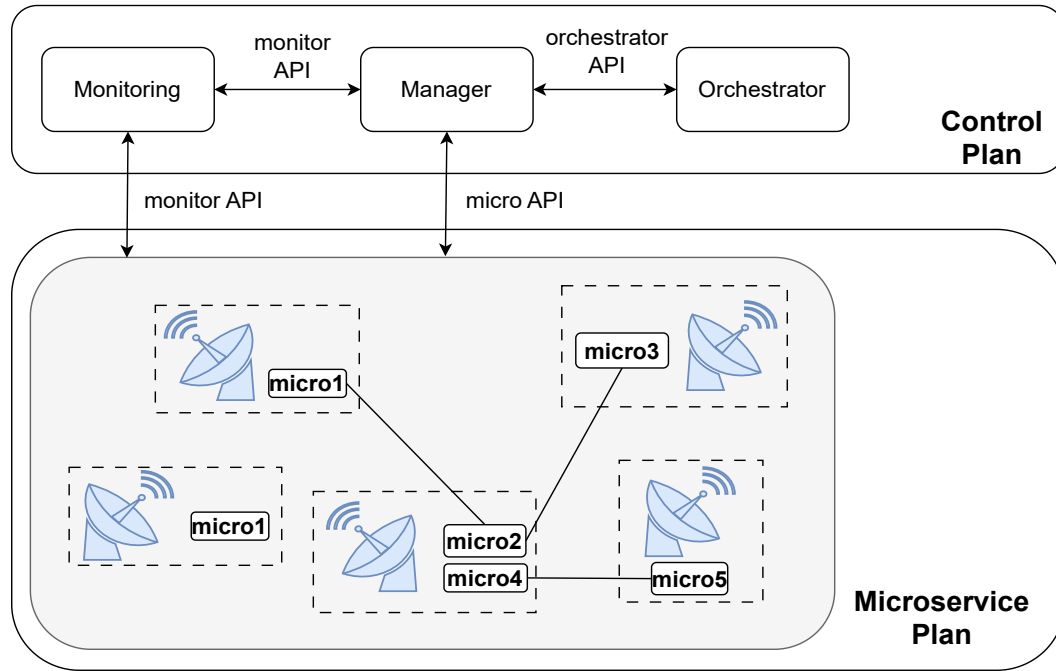 monitor
API
orchestrator
API
Monitoring
Manager
Orchestrator
Control
Plan
monitor API
micro API
micro3
micro1
micro1
micro2
micro4
micro5
Microservice
Plan